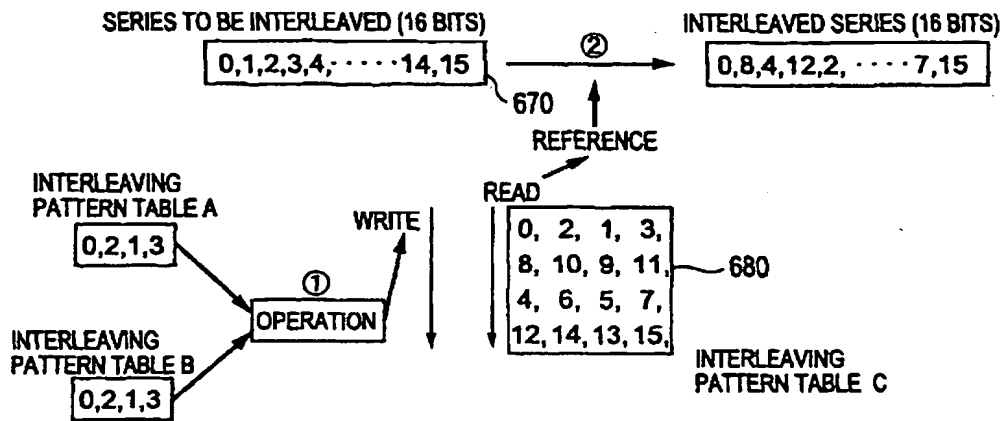 SERIES TO BE INTERLEAVED (16 BITS)
0,1,2,3,4,·····14,15
670
②
INTERLEAVED SERIES (16 BITS)
0,8,4,12,2, ····7,15
REFERENCE
INTERLEAVING
PATTERN TABLE A
0,2,1,3
WRITE
READ
0, 2, 1, 3,
8, 10, 9, 11,
4, 6, 5, 7,
12, 14, 13, 15,
680
①
OPERATION
INTERLEAVING
PATTERN TABLE B
0,2,1,3
INTERLEAVING
PATTERN TABLE C